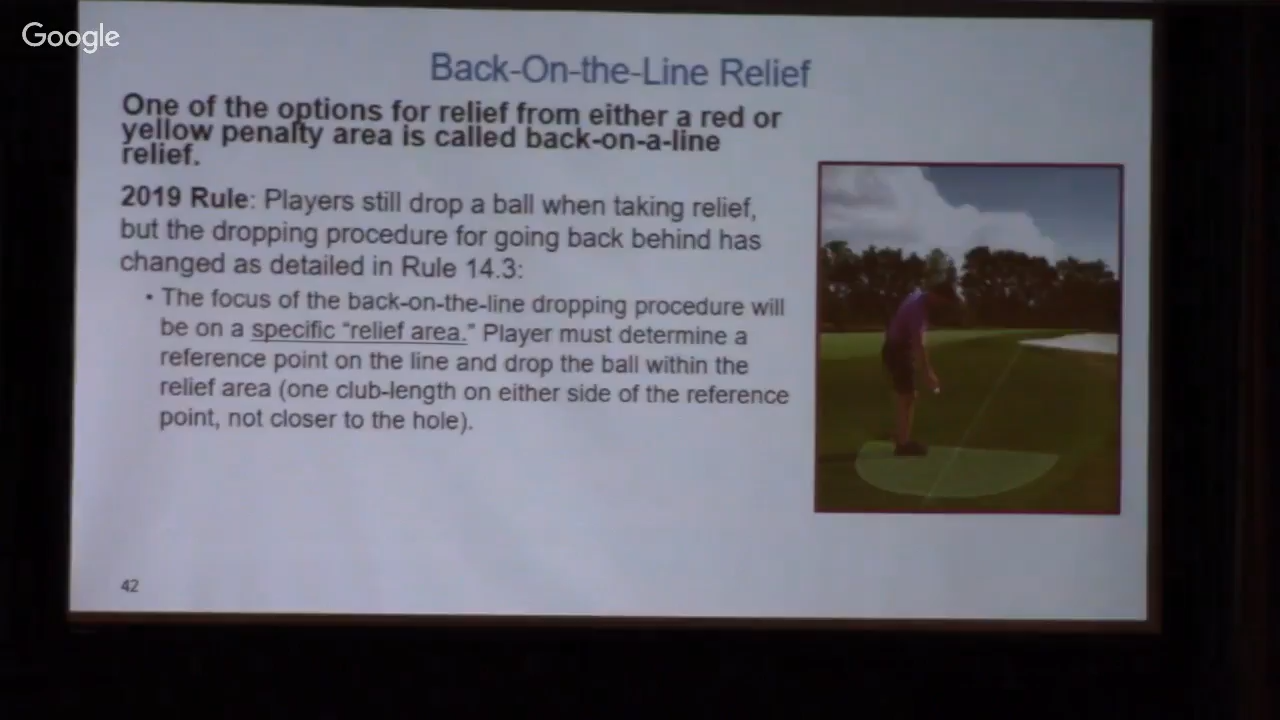 Google
Back-On-the-Line Relief
One of the options for relief from either a red or
yellow penalty area is called back-on-a-line
relief.
2019 Rule: Players still drop a ball when taking relief,
but the dropping procedure for going back behind has
changed as detailed in Rule 14.3:
• The focus of the back-on-the-line dropping procedure will
be on a specific “relief area.” Player must determine a
reference point on the line and drop the ball within the
relief area (one club-length on either side of the reference
point, not closer to the hole).
42